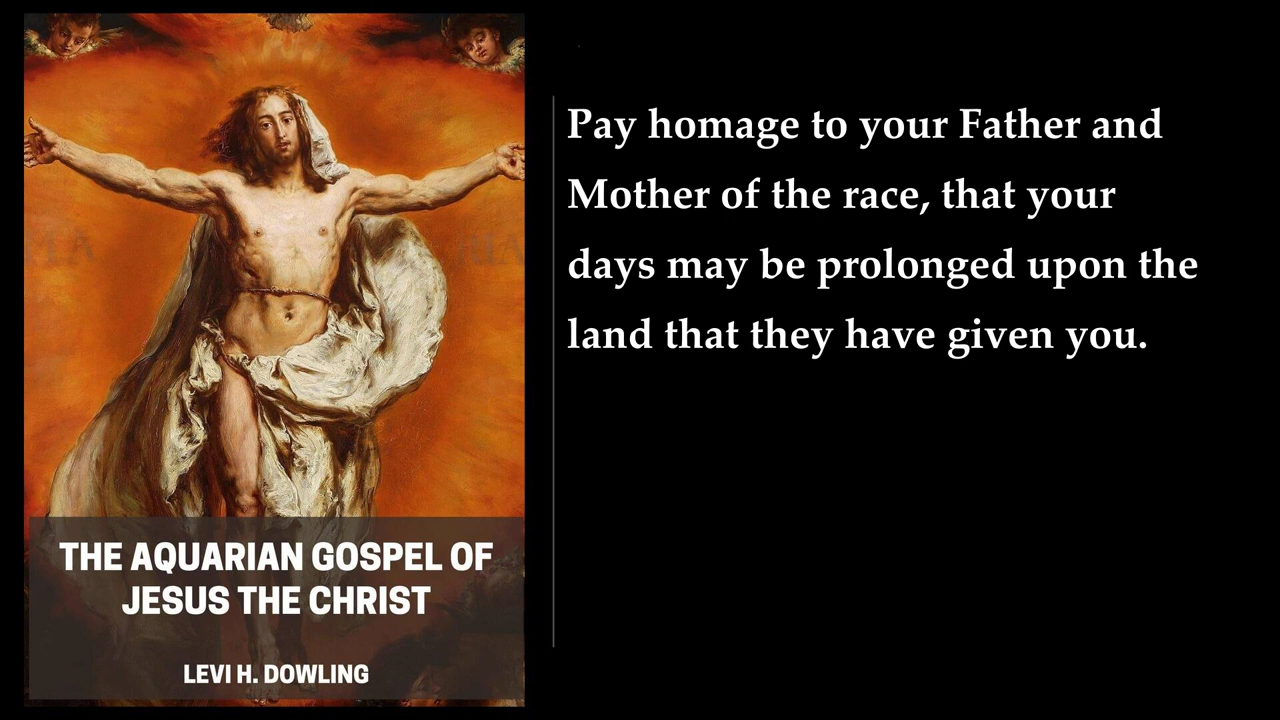 THE AQUARIAN GOSPEL OF
JESUS THE CHRIST
LEVI H. DOWLING
Pay homage to your Father and
Mother of the race, that your
days may be prolonged upon the
land that they have given you.